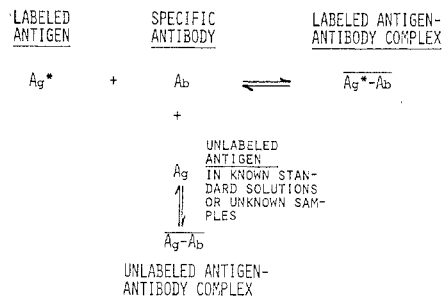 LABELED SPECIFIC LABELED ANTIGEN-
ANTIGEN ANTIBODY ANTIBODY COMPLEX
Ag* + Ab ⇌ Ag*-Ab
+
UNLABELED
ANTIGEN
Ag IN KNOWN STAN-
DARD SOLUTIONS
OR UNKNOWN SAM-
PLES
Ag-Ab
UNLABELED ANTIGEN-
ANTIBODY COMPLEX